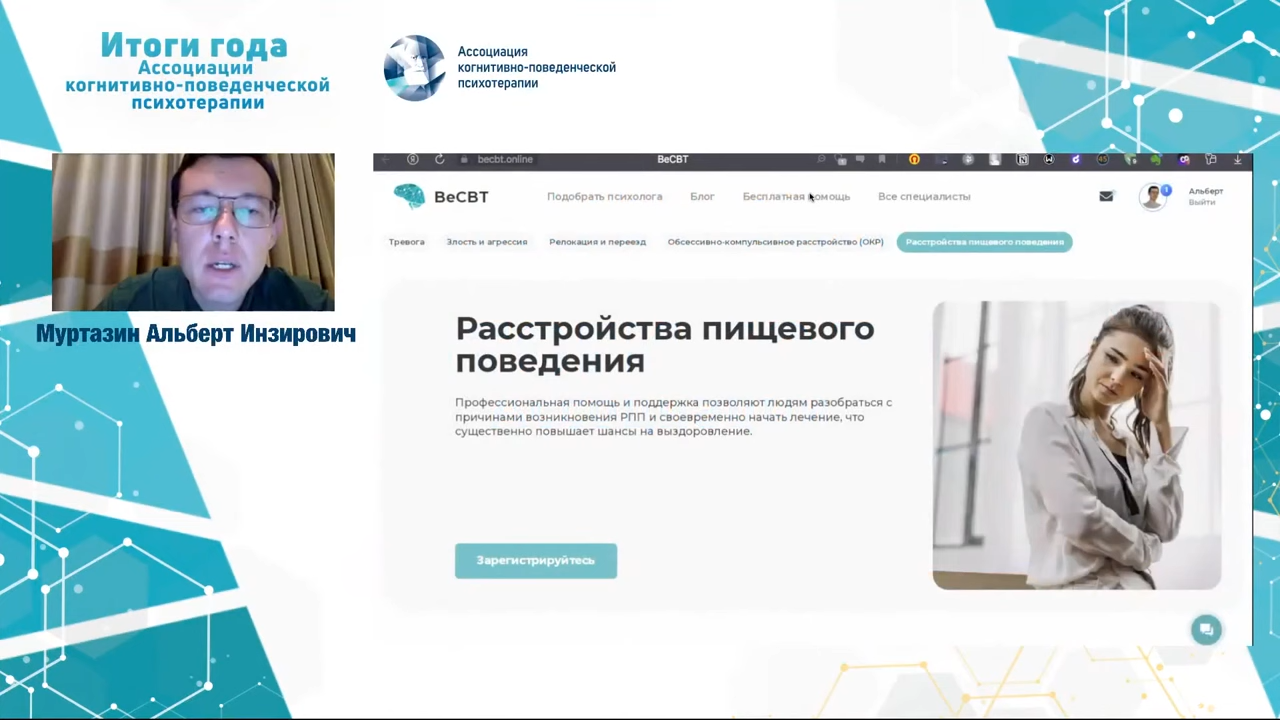 Итоги года
Ассоциации
когнитивно-поведенческой
психотерапии
Ассоциация
когнитивно-поведенческой
психотерапии
Муртазин Альберт Инзирович
becbt.online
BeCBT
BeCBT
Подобрать психолога
Блог
Бесплатная помощь
Все специалисты
1
Альберт
Выйти
Тревога
Злость и агрессия
Релокация и переезд
Обсессивно-компульсивное расстройство (ОКР)
Расстройства пищевого поведения
Расстройства пищевого
поведения
Профессиональная помощь и поддержка позволяют людям разобраться с
причинами возникновения РПП и своевременно начать лечение, что
существенно повышает шансы на выздоровление.
Зарегистрируйтесь